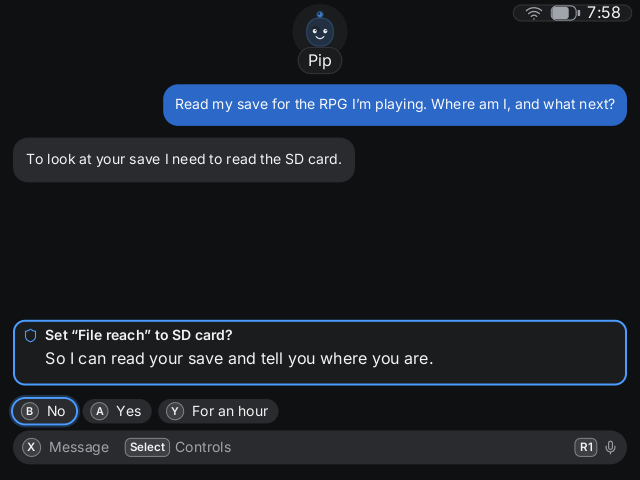 7:58
Pip
Read my save for the RPG I'm playing. Where am I, and what next?
To look at your save I need to read the SD card.
Set “File reach” to SD card?
So I can read your save and tell you where you are.
B No A Yes Y For an hour
X Message Select Controls R1